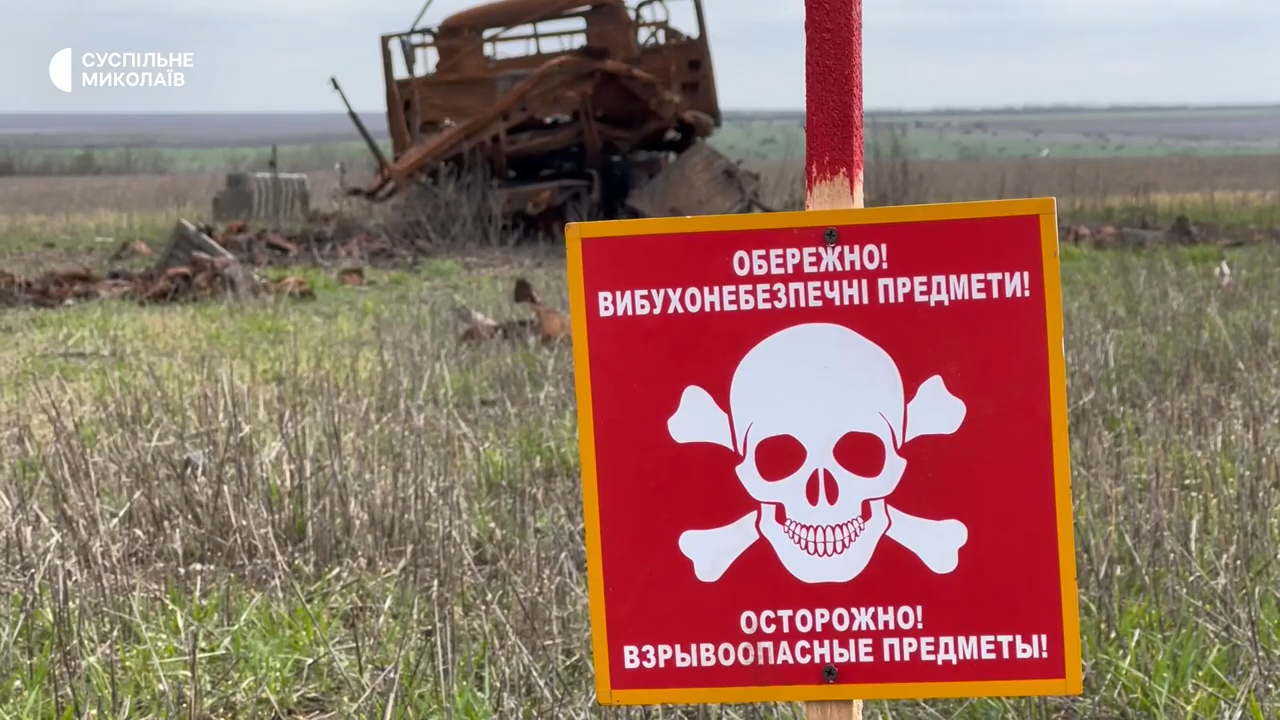 СУСПІЛЬНЕ
МИКОЛАЇВ
ОБЕРЕЖНО!
ВИБУХОНЕБЕЗПЕЧНІ ПРЕДМЕТИ!
ОСТОРОЖНО!
ВЗРЫВООПАСНЫЕ ПРЕДМЕТЫ!